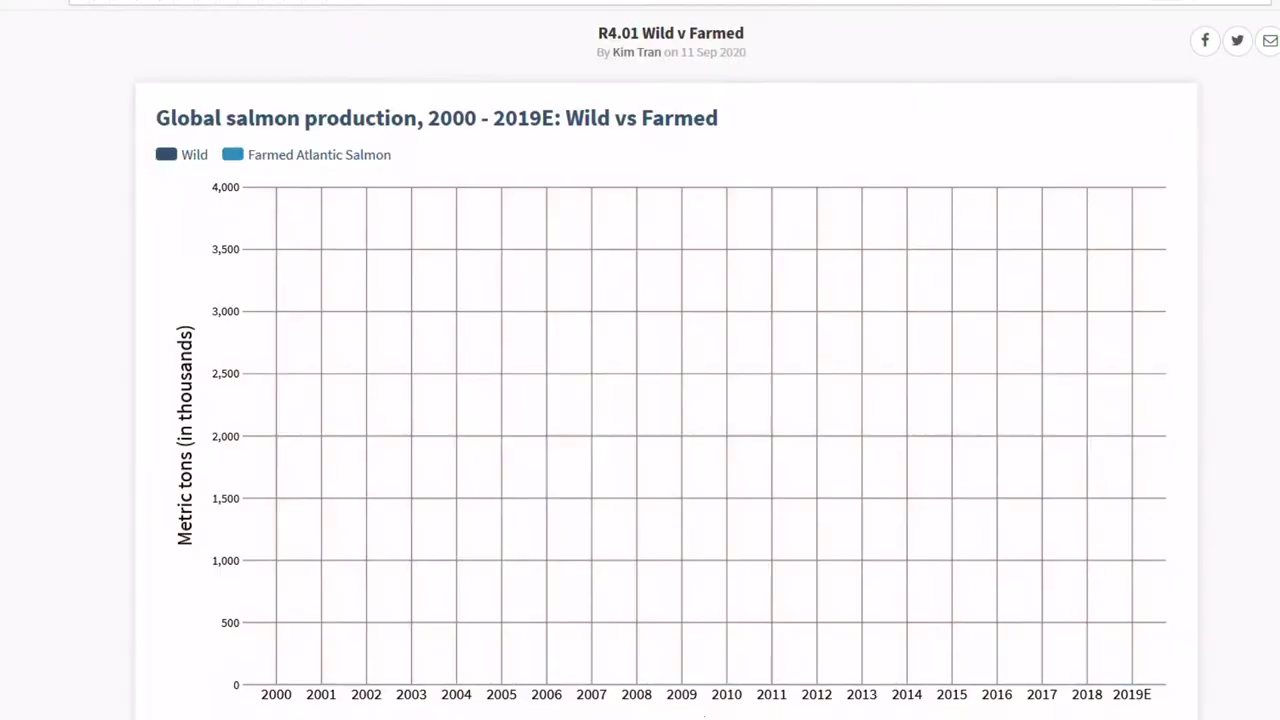 R4.01 Wild v Farmed
By Kim Tran on 11 Sep 2020
Global salmon production, 2000 - 2019E: Wild vs Farmed
Wild Farmed Atlantic Salmon
4,000
3,500
3,000
2,500
2,000
1,500
1,000
500
0
Metric tons (in thousands)
2000 2001 2002 2003 2004 2005 2006 2007 2008 2009 2010 2011 2012 2013 2014 2015 2016 2017 2018 2019E